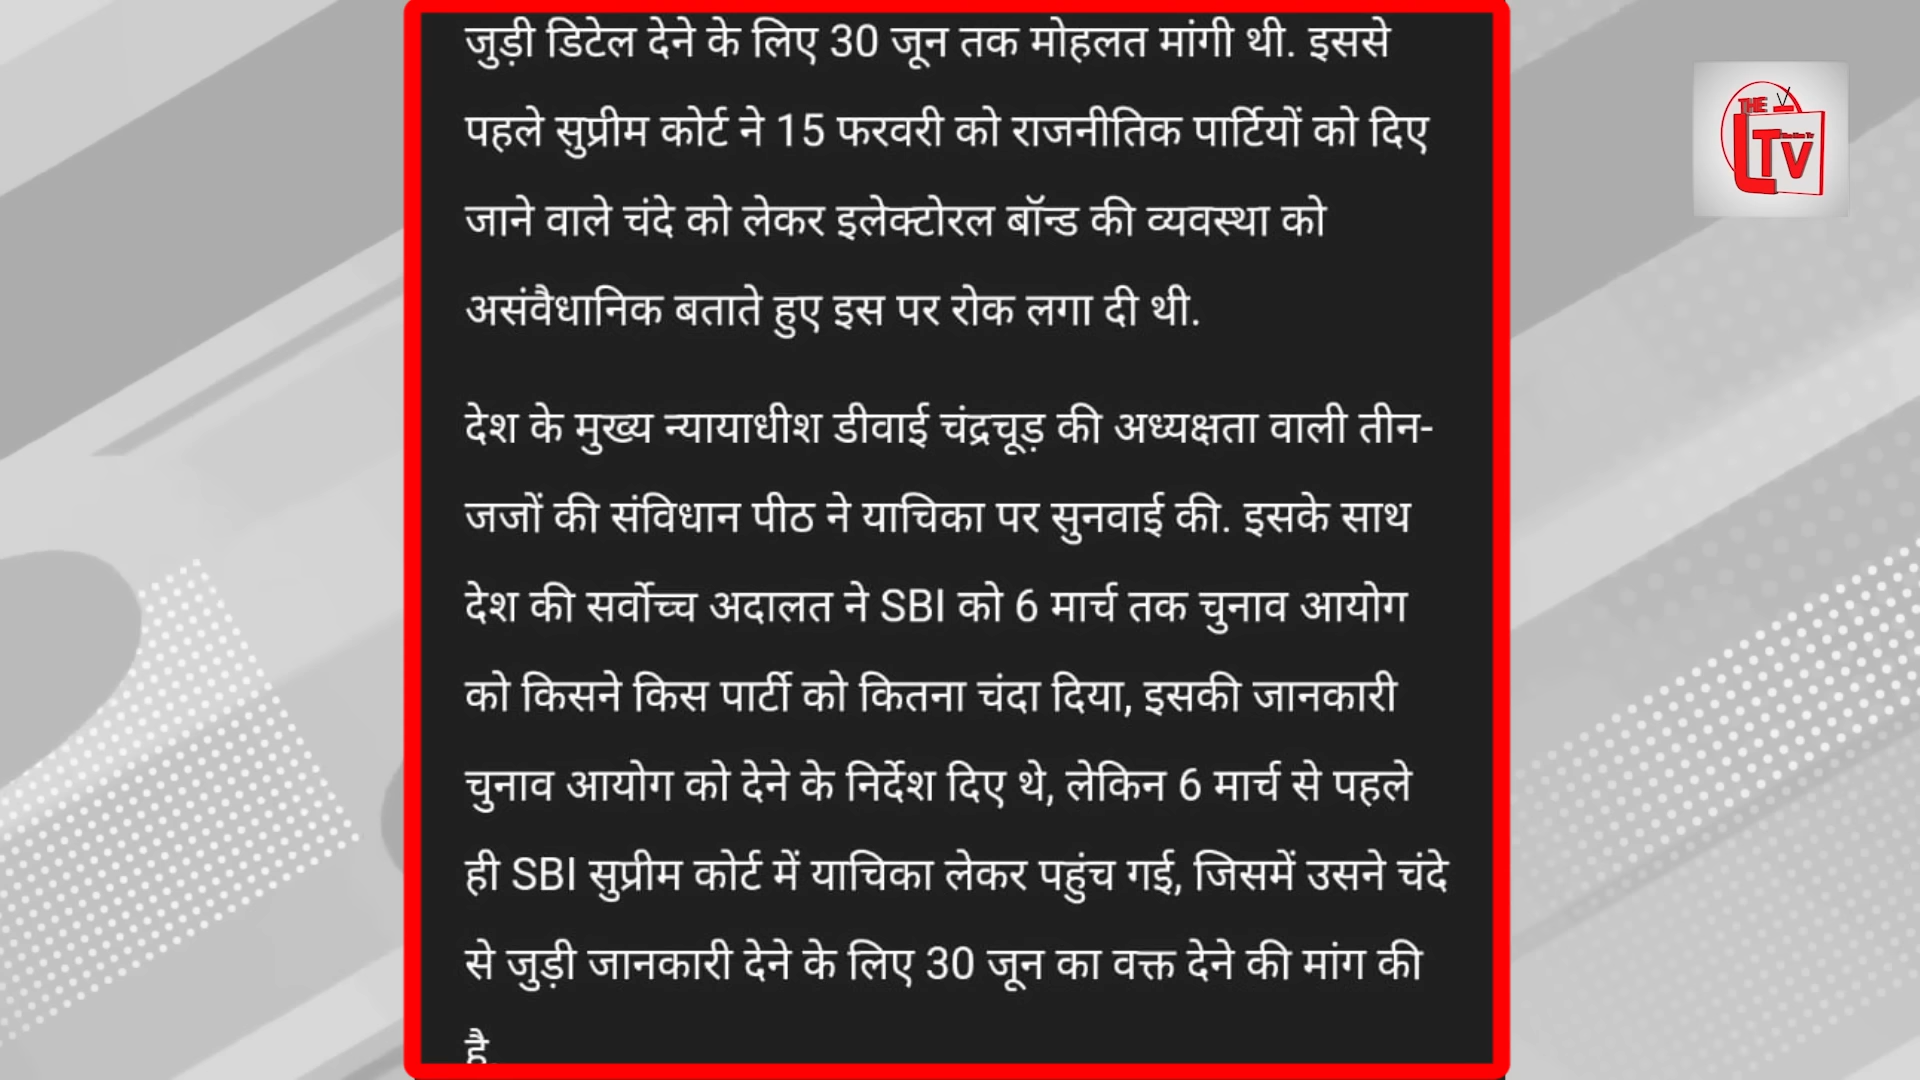 जुड़ी डिटेल देने के लिए 30 जून तक मोहलत मांगी थी. इससे
पहले सुप्रीम कोर्ट ने 15 फरवरी को राजनीतिक पार्टियों को दिए
जाने वाले चंदे को लेकर इलेक्टोरल बॉन्ड की व्यवस्था को
असंवैधानिक बताते हुए इस पर रोक लगा दी थी.
देश के मुख्य न्यायाधीश डीवाई चंद्रचूड़ की अध्यक्षता वाली तीन-
जजों की संविधान पीठ ने याचिका पर सुनवाई की. इसके साथ
देश की सर्वोच्च अदालत ने SBI को 6 मार्च तक चुनाव आयोग
को किसने किस पार्टी को कितना चंदा दिया, इसकी जानकारी
चुनाव आयोग को देने के निर्देश दिए थे, लेकिन 6 मार्च से पहले
ही SBI सुप्रीम कोर्ट में याचिका लेकर पहुंच गई, जिसमें उसने चंदे
से जुड़ी जानकारी देने के लिए 30 जून का वक्त देने की मांग की
है.
THE
LTV